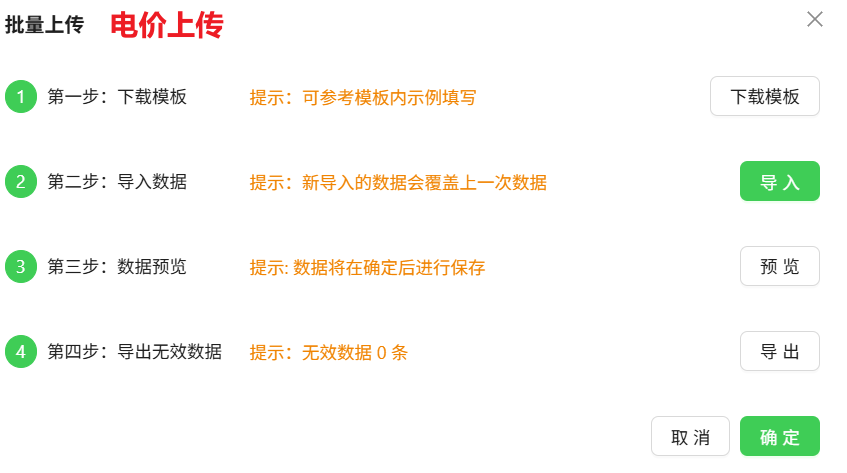 批量上传 电价上传
1 第一步：下载模板 提示：可参考模板内示例填写 下载模板
2 第二步：导入数据 提示：新导入的数据会覆盖上一次数据 导 入
3 第三步：数据预览 提示: 数据将在确定后进行保存 预 览
4 第四步：导出无效数据 提示：无效数据 0 条 导 出
取 消 确 定